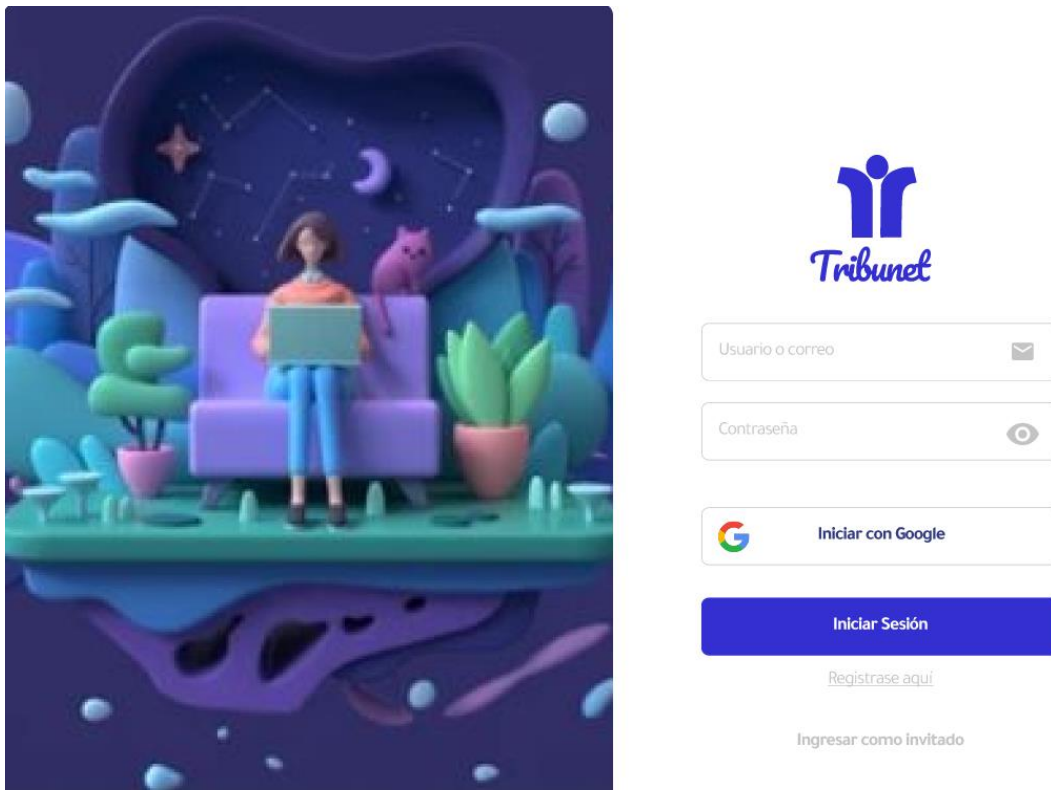 Tribunet
Usuario o correo
Contraseña
Iniciar con Google
Iniciar Sesión
Registrase aquí
Ingresar como invitado